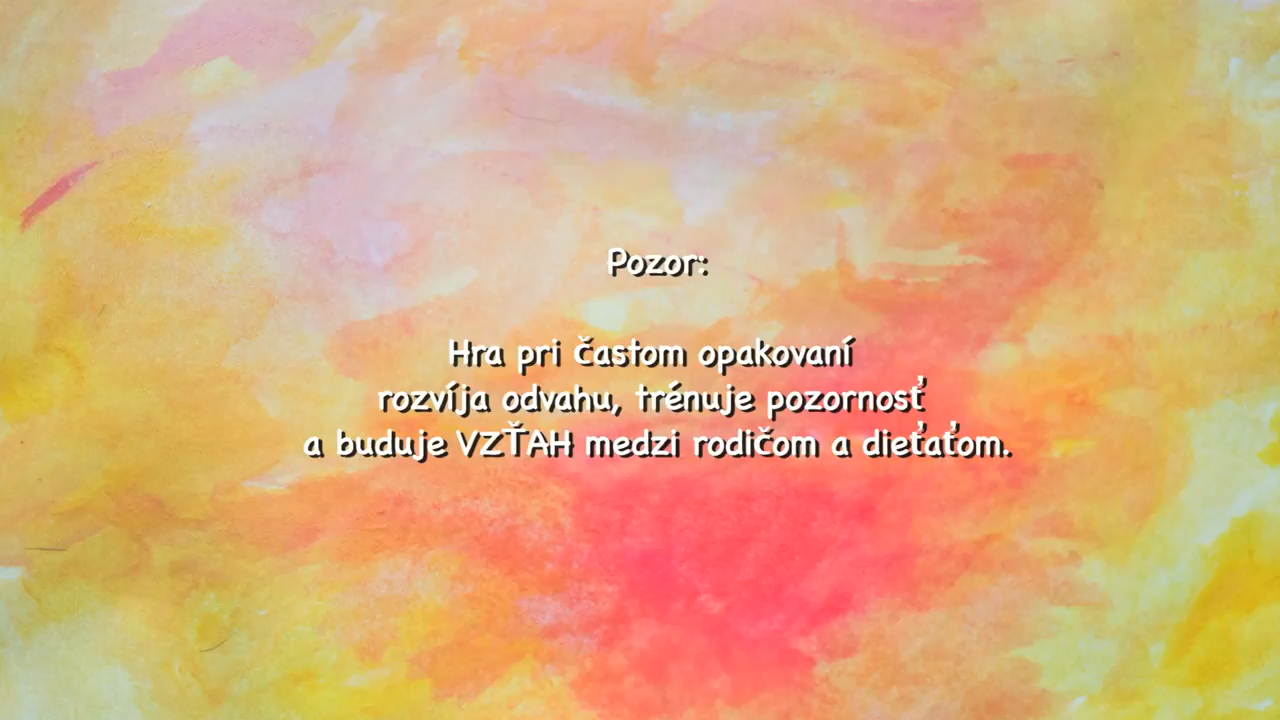 Pozor:
Hra pri častom opakovaní
rozvíja odvahu, trénuje pozornosť
a buduje VZŤAH medzi rodičom a dieťaťom.